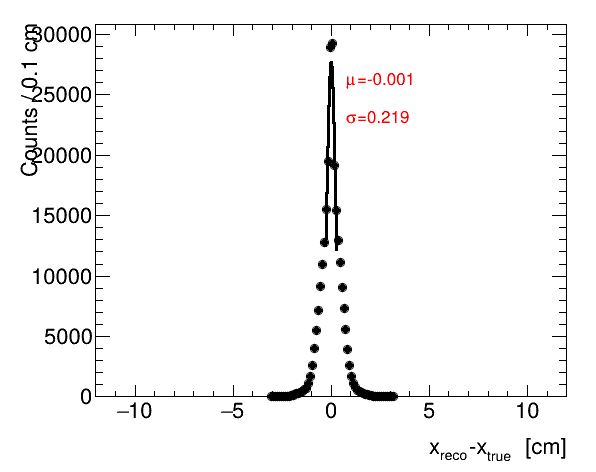 Counts / 0.1 cm
30000
25000
20000
15000
10000
5000
0
μ=-0.001
σ=0.219
−10 −5 0 5 10
x_reco-x_true [cm]